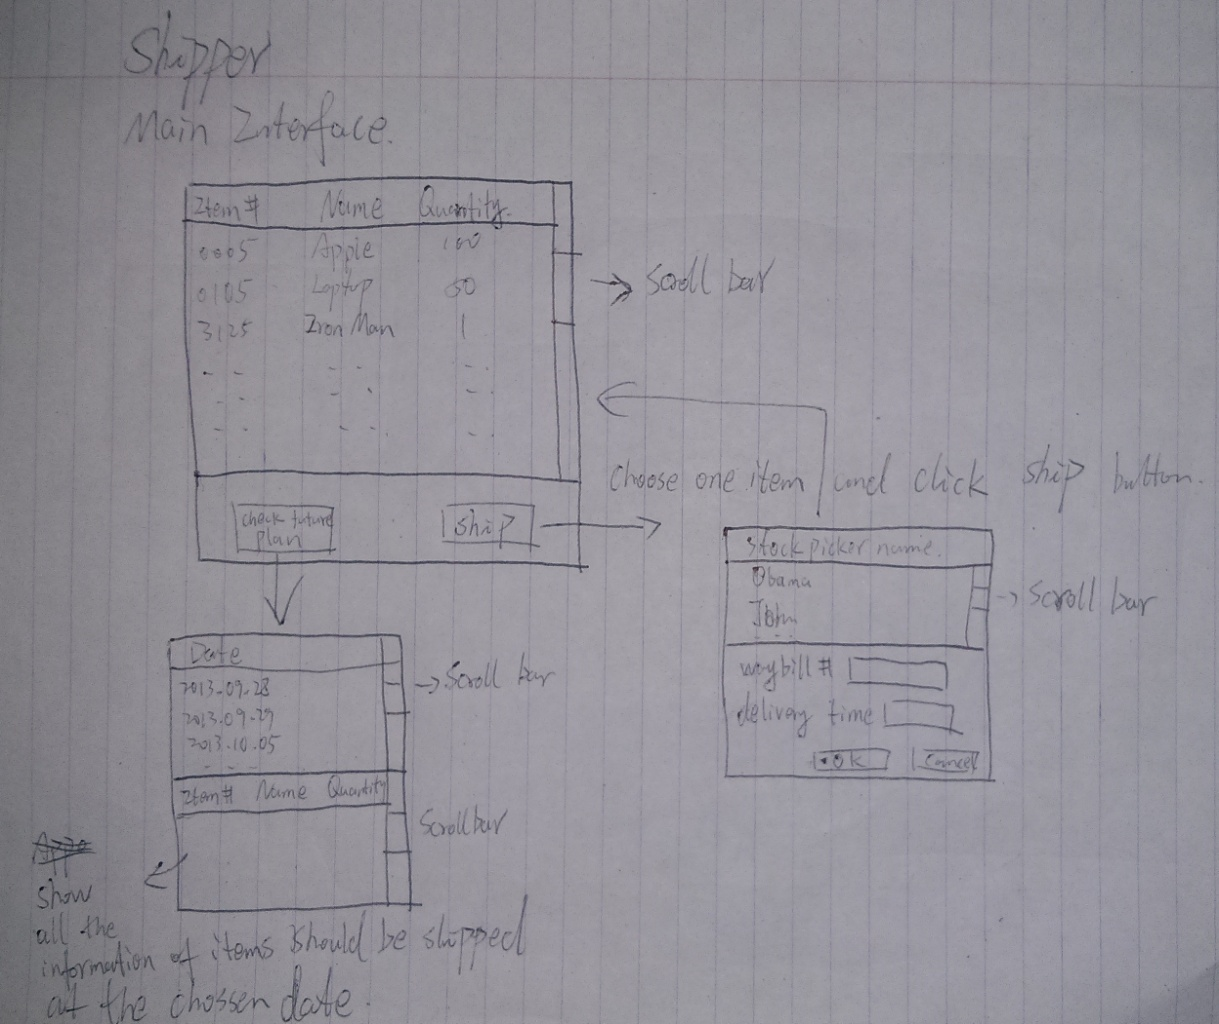 Shipper
Main Interface.
Item# Name Quantity.
0005 Apple 100
0105 Laptup 50
3125 Iron Man 1
→ scroll bar
Choose one item and click ship button.
check future
plan
ship
Stock picker name.
Obama
John
→ scroll bar
waybill #
delivery time
OK Cancel
Date
2013.09.28
2013.09.29
2013.10.05
→ scroll bar
Item# Name Quantity
Scroll bar
show
all the
information of items should be shipped
at the chossen date.